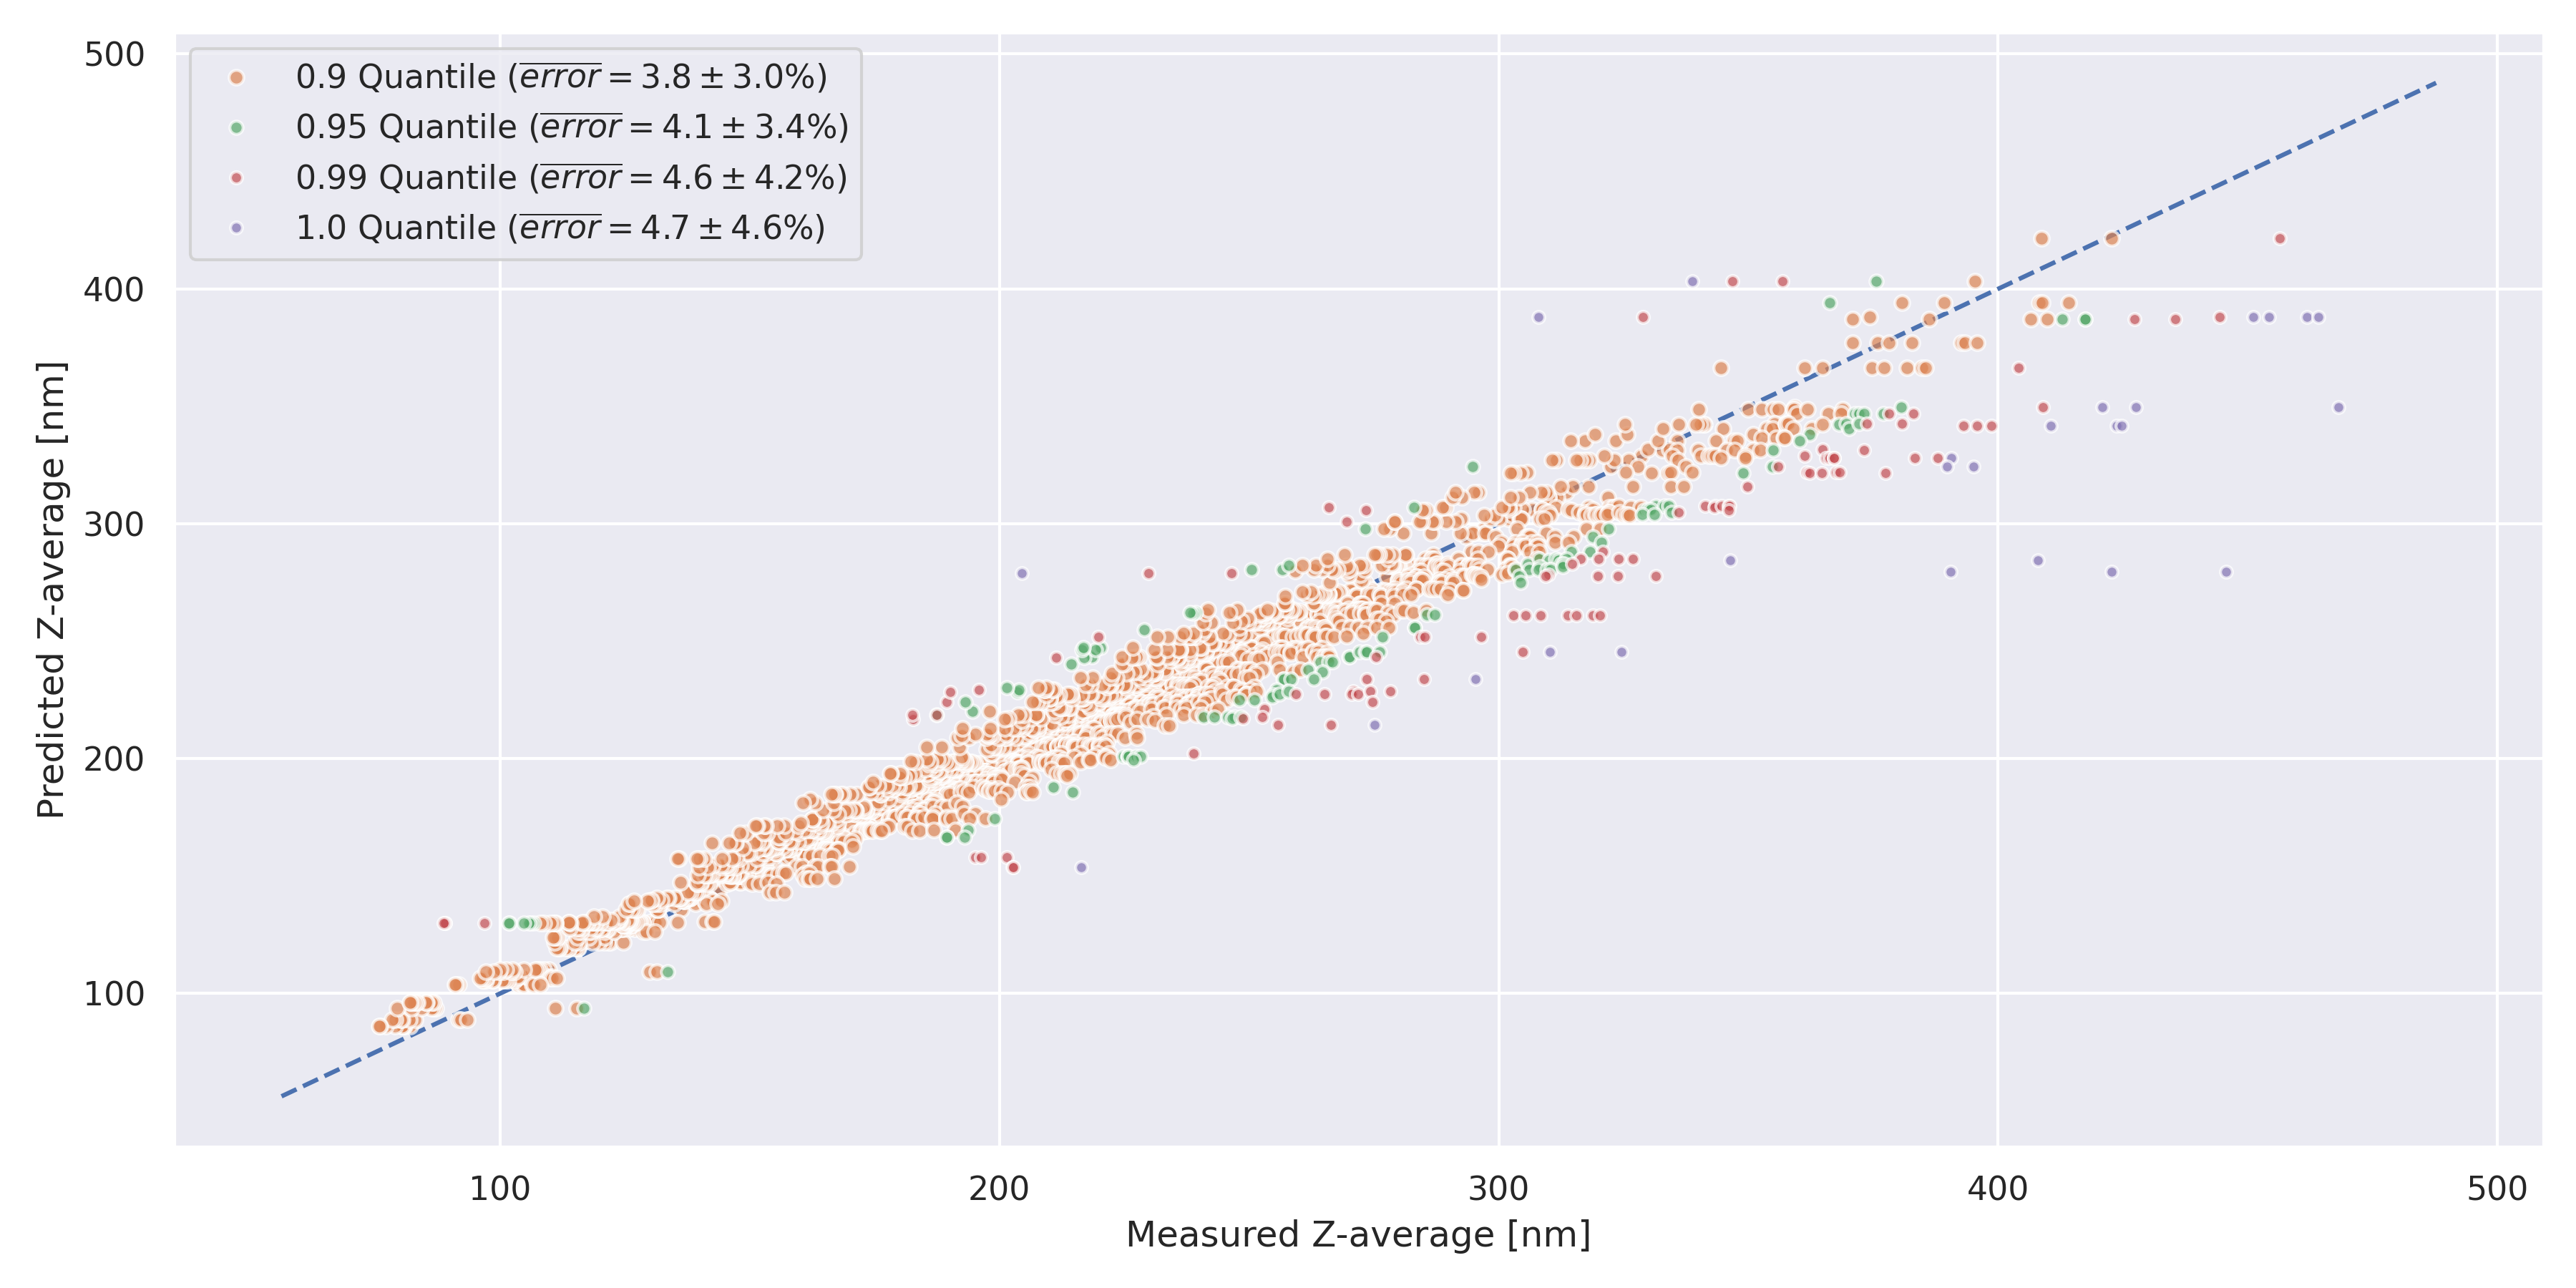 0.9 Quantile (error = 3.8 ± 3.0%)
0.95 Quantile (error = 4.1 ± 3.4%)
0.99 Quantile (error = 4.6 ± 4.2%)
1.0 Quantile (error = 4.7 ± 4.6%)
500
400
300
200
100
Predicted Z-average [nm]
100 200 300 400 500
Measured Z-average [nm]